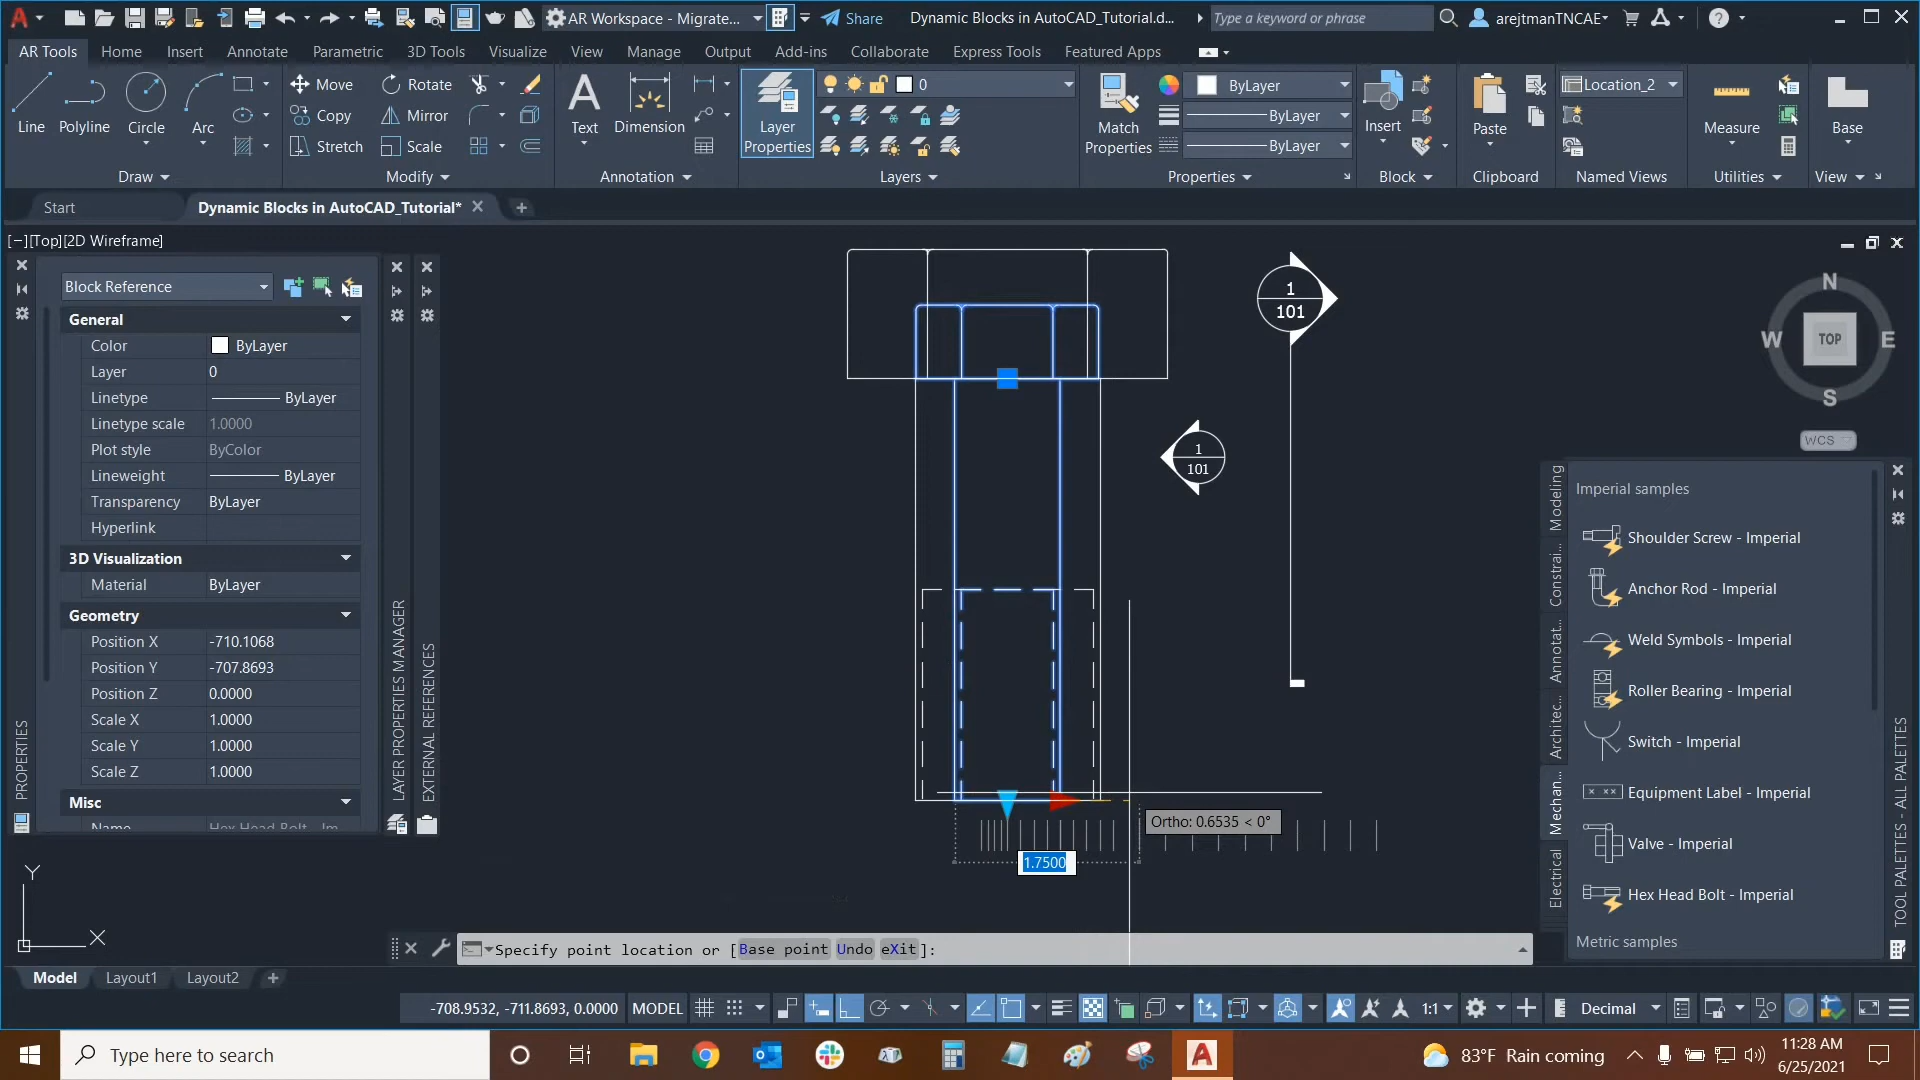 AR Workspace - Migrate...
Share
Dynamic Blocks in AutoCAD_Tutorial.d...
Type a keyword or phrase
arejtmanTNCAE
AR Tools
Home
Insert
Annotate
Parametric
3D Tools
Visualize
View
Manage
Output
Add-ins
Collaborate
Express Tools
Featured Apps
Line
Polyline
Circle
Arc
Draw
Move
Rotate
Copy
Mirror
Stretch
Scale
Modify
Text
Dimension
Annotation
Layer
Properties
0
Layers
Match
Properties
ByLayer
ByLayer
ByLayer
Properties
Insert
Block
Paste
Clipboard
Location_2
Named Views
Measure
Utilities
Base
View
Start
Dynamic Blocks in AutoCAD_Tutorial*
[−][Top][2D Wireframe]
Block Reference
General
Color ByLayer
Layer 0
Linetype ByLayer
Linetype scale 1.0000
Plot style ByColor
Lineweight ByLayer
Transparency ByLayer
Hyperlink
3D Visualization
Material ByLayer
Geometry
Position X -710.1068
Position Y -707.8693
Position Z 0.0000
Scale X 1.0000
Scale Y 1.0000
Scale Z 1.0000
Misc
Name Hex Head Bolt - Im
PROPERTIES
LAYER PROPERTIES MANAGER
EXTERNAL REFERENCES
1
101
1
101
Ortho: 0.6535 < 0°
1.7500
N
W
TOP
E
S
WCS
Modeling
Constrai...
Annotat...
Architec...
Mechan...
Electrical
Imperial samples
Shoulder Screw - Imperial
Anchor Rod - Imperial
Weld Symbols - Imperial
Roller Bearing - Imperial
Switch - Imperial
Equipment Label - Imperial
Valve - Imperial
Hex Head Bolt - Imperial
Metric samples
TOOL PALETTES - ALL PALETTES
Y
X
Specify point location or [Base point Undo eXit]:
Model
Layout1
Layout2
-708.9532, -711.8693, 0.0000
MODEL
1:1
Decimal
Type here to search
83°F Rain coming
11:28 AM
6/25/2021